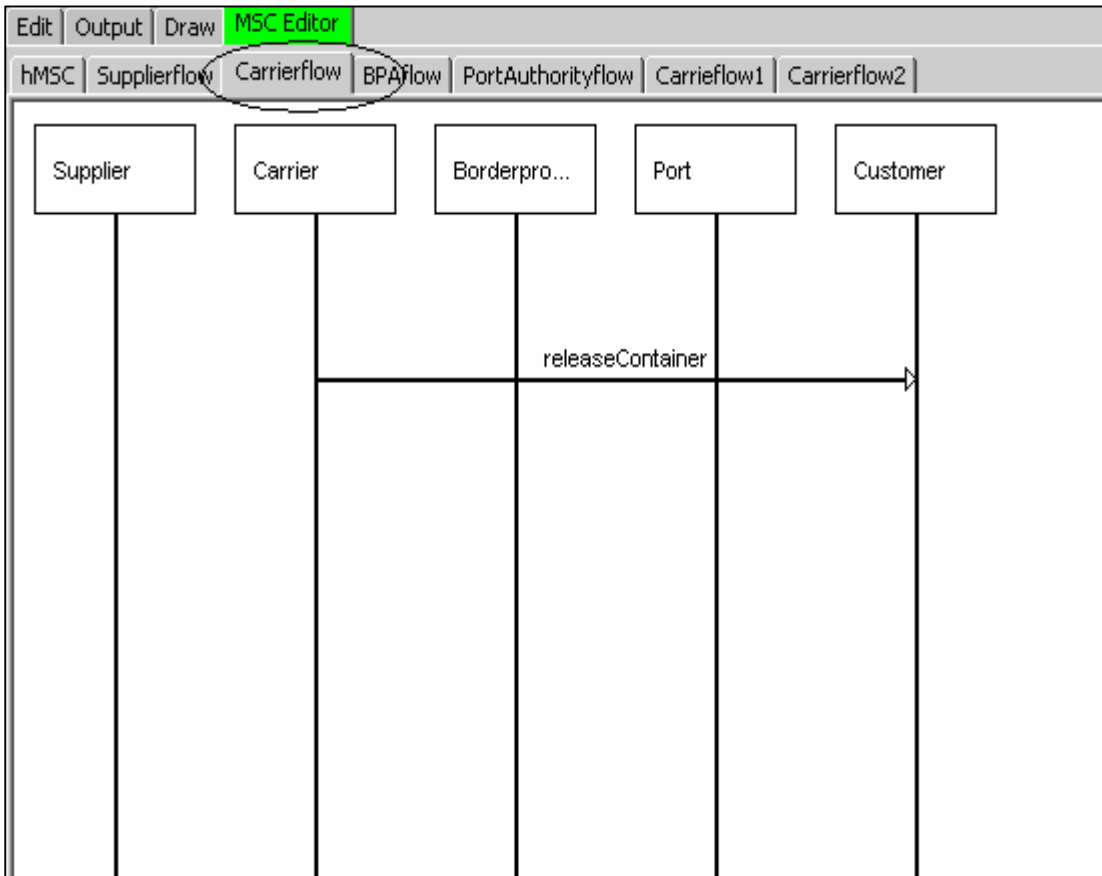 Edit Output Draw MSC Editor
hMSC Supplierflow Carrierflow BPAflow PortAuthorityflow Carrieflow1 Carrierflow2
Supplier Carrier Borderpro... Port Customer
releaseContainer